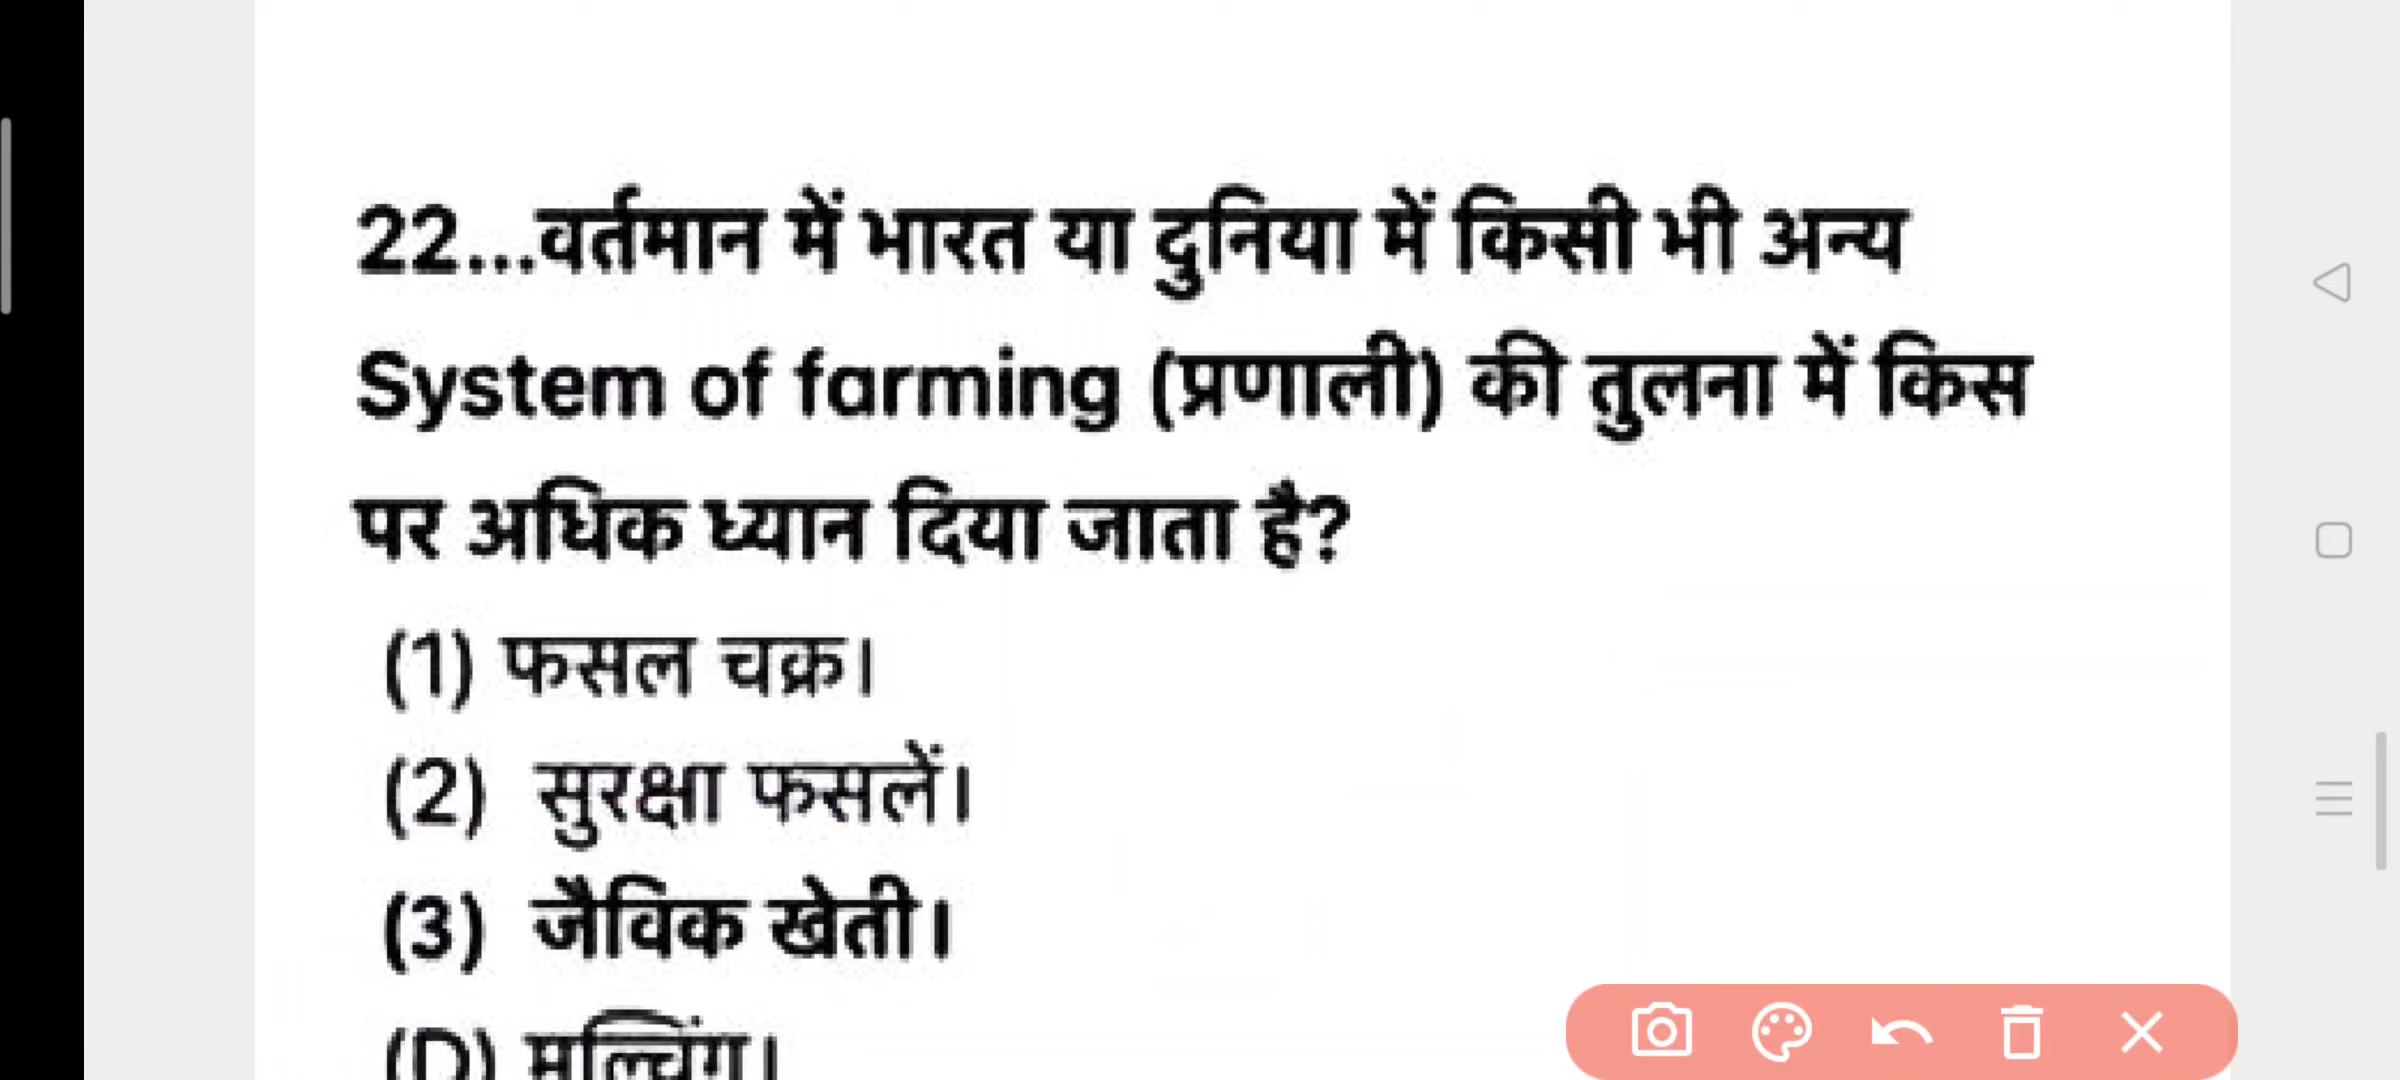 22...वर्तमान में भारत या दुनिया में किसी भी अन्य
System of farming (प्रणाली) की तुलना में किस
पर अधिक ध्यान दिया जाता है?
(1) फसल चक्र।
(2) सुरक्षा फसलें।
(3) जैविक खेती।
(D) मल्चिंग।